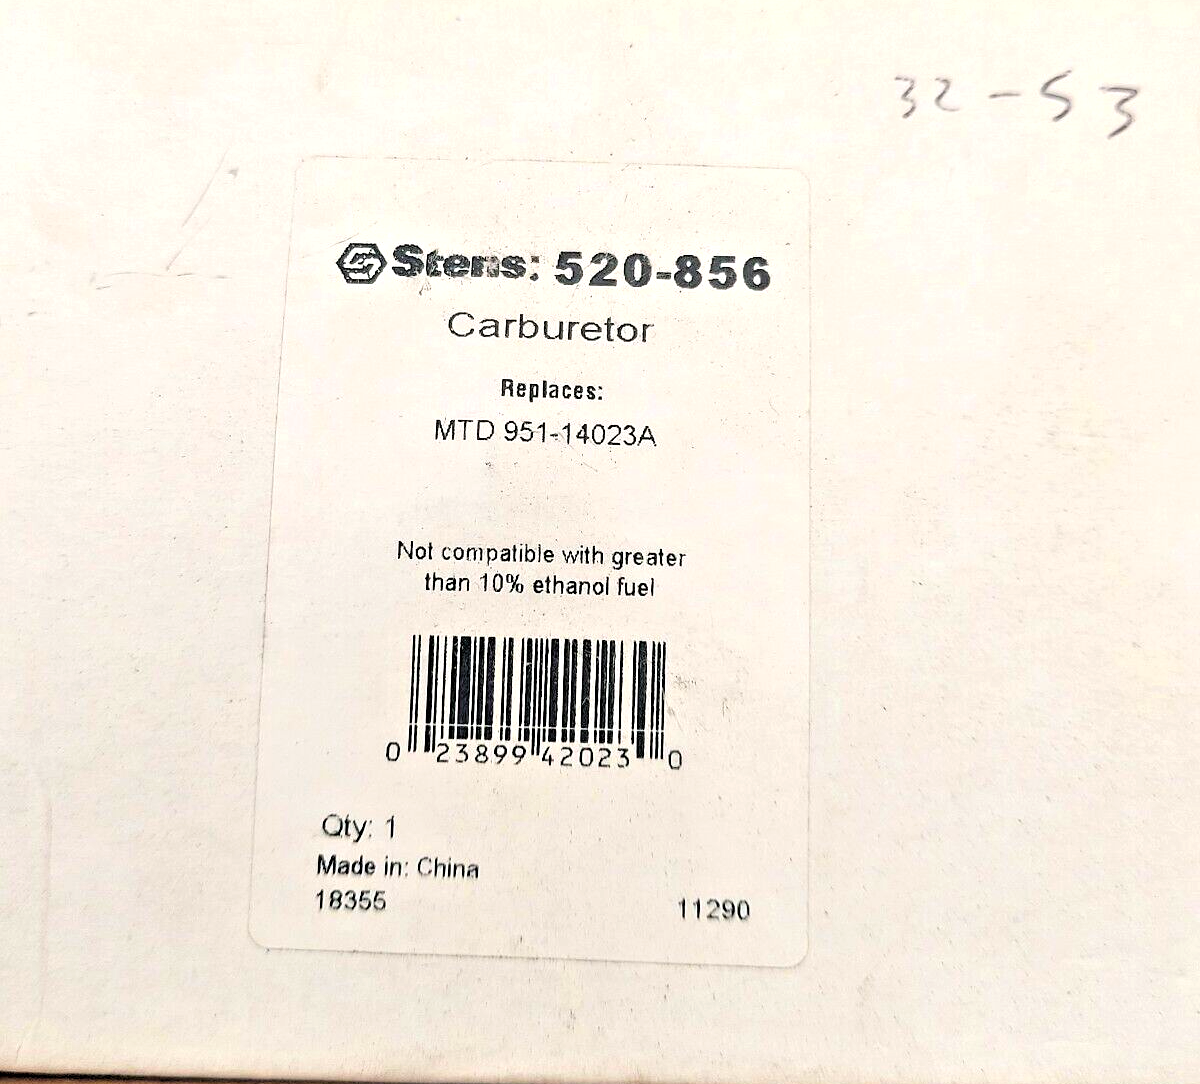 32-53
Stens: 520-856
Carburetor
Replaces:
MTD 951-14023A
Not compatible with greater
than 10% ethanol fuel
0 23899 42023 0
Qty: 1
Made in: China
18355 11290